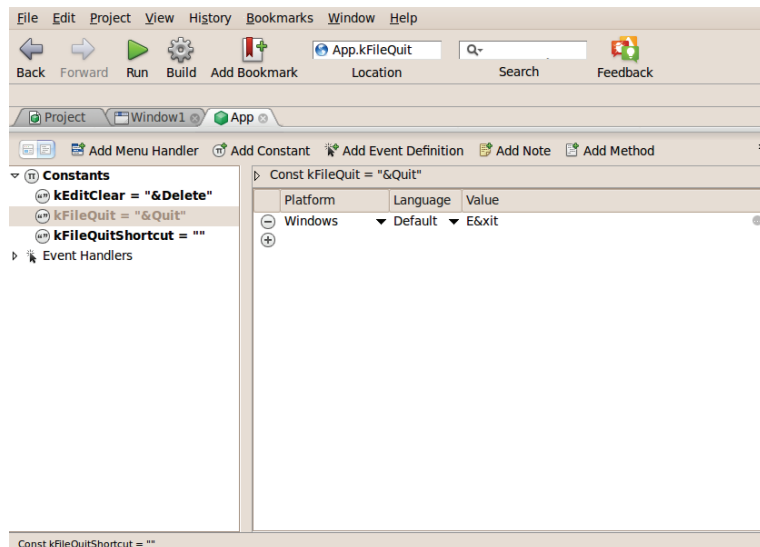 File Edit Project View History Bookmarks Window Help
App.kFileQuit
Back Forward Run Build Add Bookmark Location Search Feedback
Project Window1 App
Add Menu Handler Add Constant Add Event Definition Add Note Add Method
Constants
Const kFileQuit = "&Quit"
kEditClear = "&Delete"
Platform Language Value
kFileQuit = "&Quit"
Windows Default E&xit
kFileQuitShortcut = ""
Event Handlers
Const kFileQuitShortcut = ""